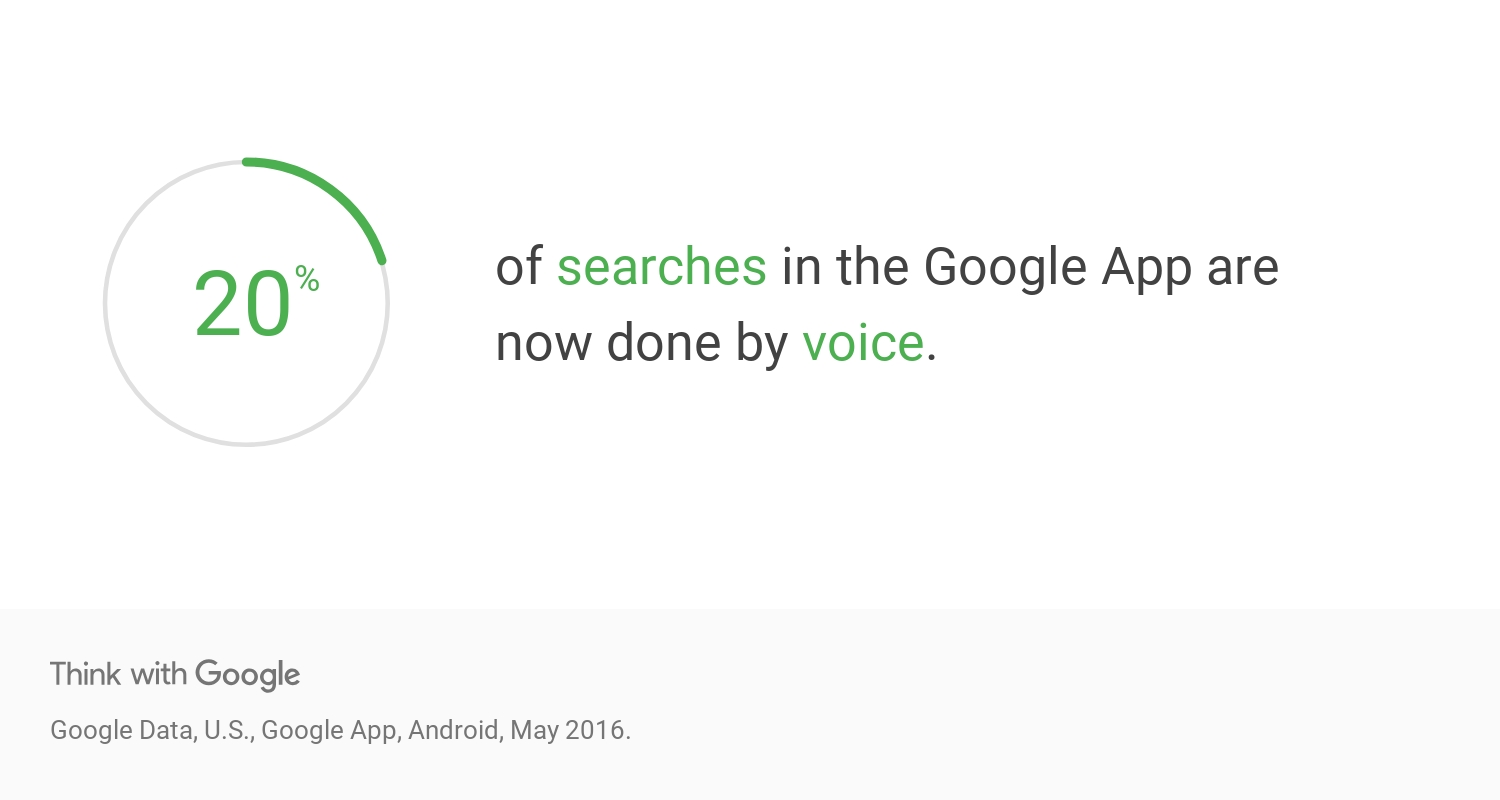 20%
of searches in the Google App are
now done by voice.
Think with Google
Google Data, U.S., Google App, Android, May 2016.